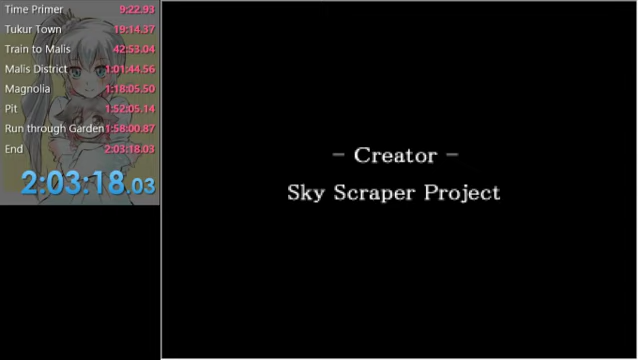 Time Primer 9:22.93
Tukur Town 19:14.37
Train to Malis 42:53.04
Malis District 1:01:44.56
Magnolia 1:18:05.50
Pit 1:52:05.14
Run through Garden 1:58:00.87
End 2:03:18.03
2:03:18.03
- Creator -
Sky Scraper Project